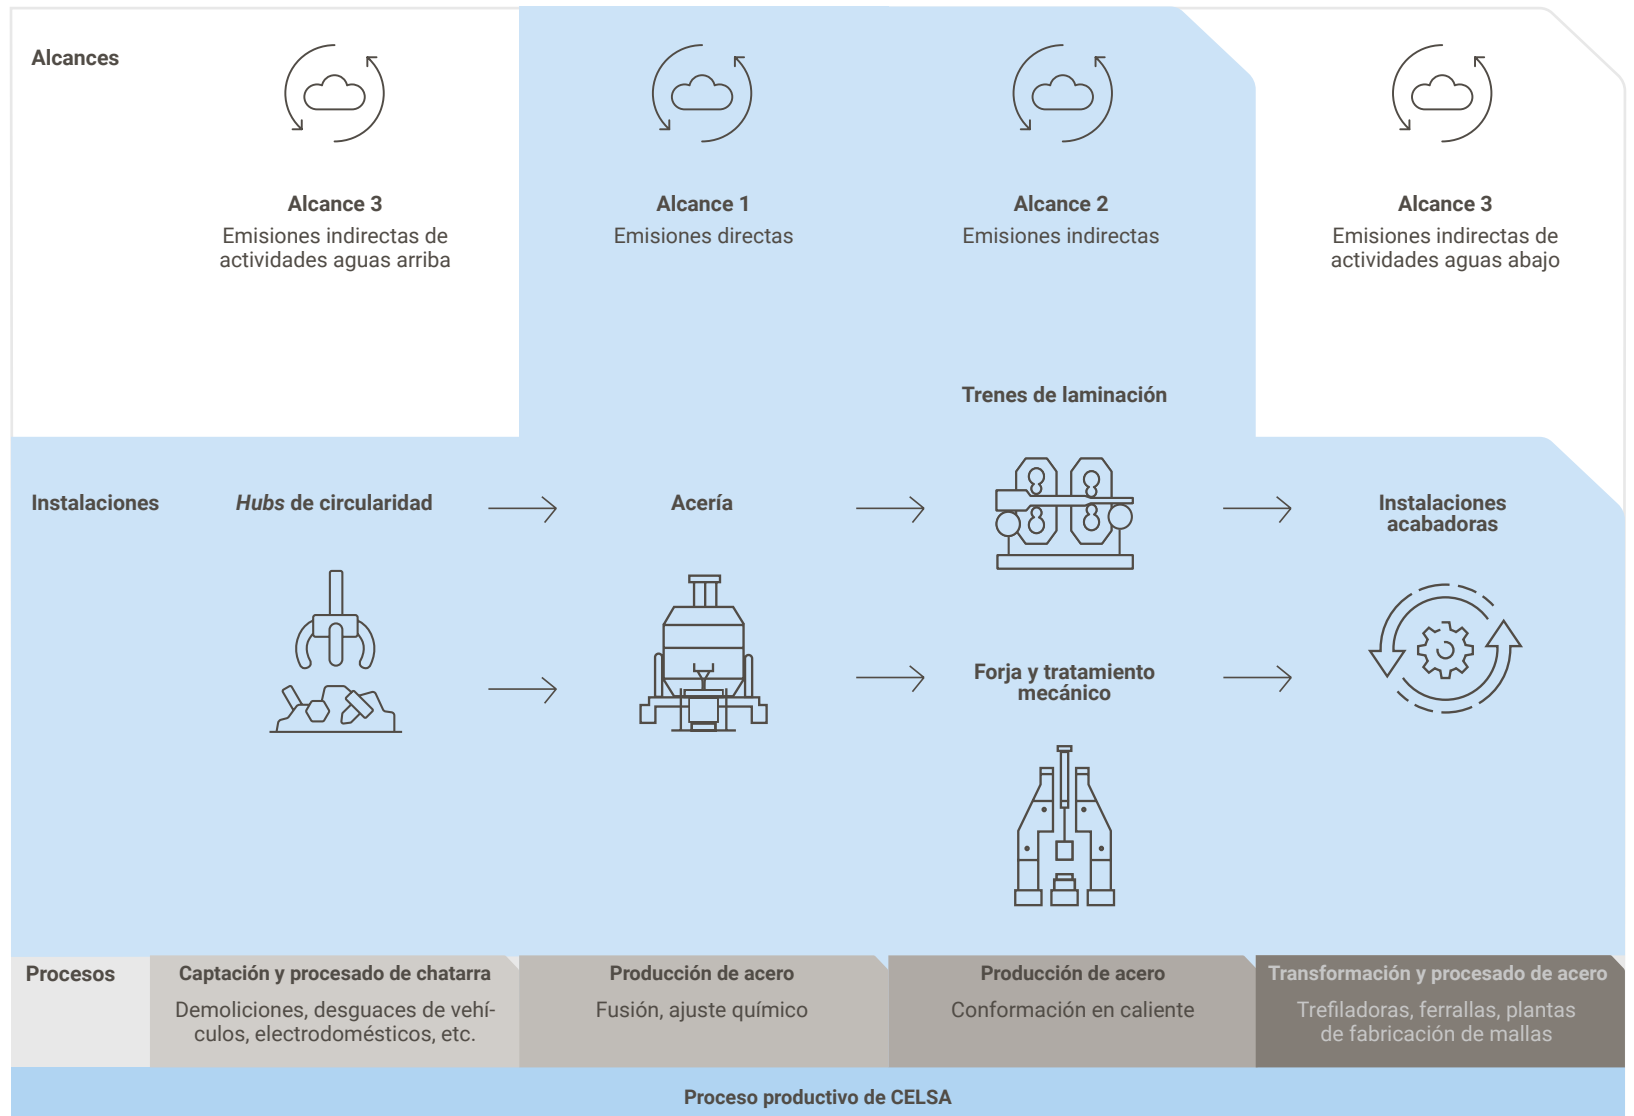 Alcances
Alcance 3
Emisiones indirectas de
actividades aguas arriba
Alcance 1
Emisiones directas
Alcance 2
Emisiones indirectas
Alcance 3
Emisiones indirectas de
actividades aguas abajo
Instalaciones
Hubs de circularidad
Acería
Trenes de laminación
Forja y tratamiento
mecánico
Instalaciones
acabadoras
Procesos
Captación y procesado de chatarra
Demoliciones, desguaces de vehí-
culos, electrodomésticos, etc.
Producción de acero
Fusión, ajuste químico
Producción de acero
Conformación en caliente
Transformación y procesado de acero
Trefiladoras, ferrallas, plantas
de fabricación de mallas
Proceso productivo de CELSA